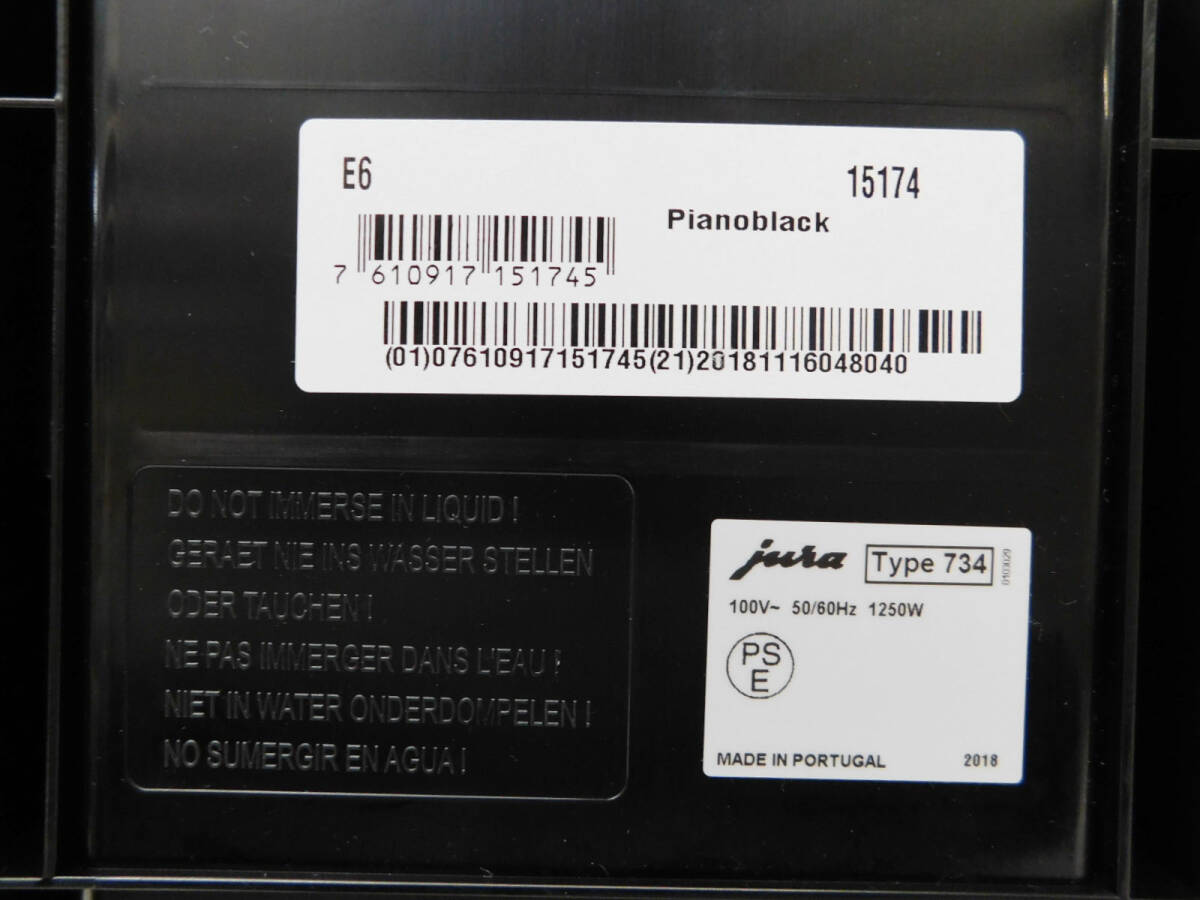 E6
15174
Pianoblack
7 610917 151745
(01)07610917151745(21)20181116048040
DO NOT IMMERSE IN LIQUID !
GERAET NIE INS WASSER STELLEN
ODER TAUCHEN !
NE PAS IMMERGER DANS L'EAU !
NIET IN WATER ONDERDOMPELEN !
NO SUMERGIR EN AGUA !
jura Type 734
0103029
100V~ 50/60Hz 1250W
PS
E
MADE IN PORTUGAL 2018